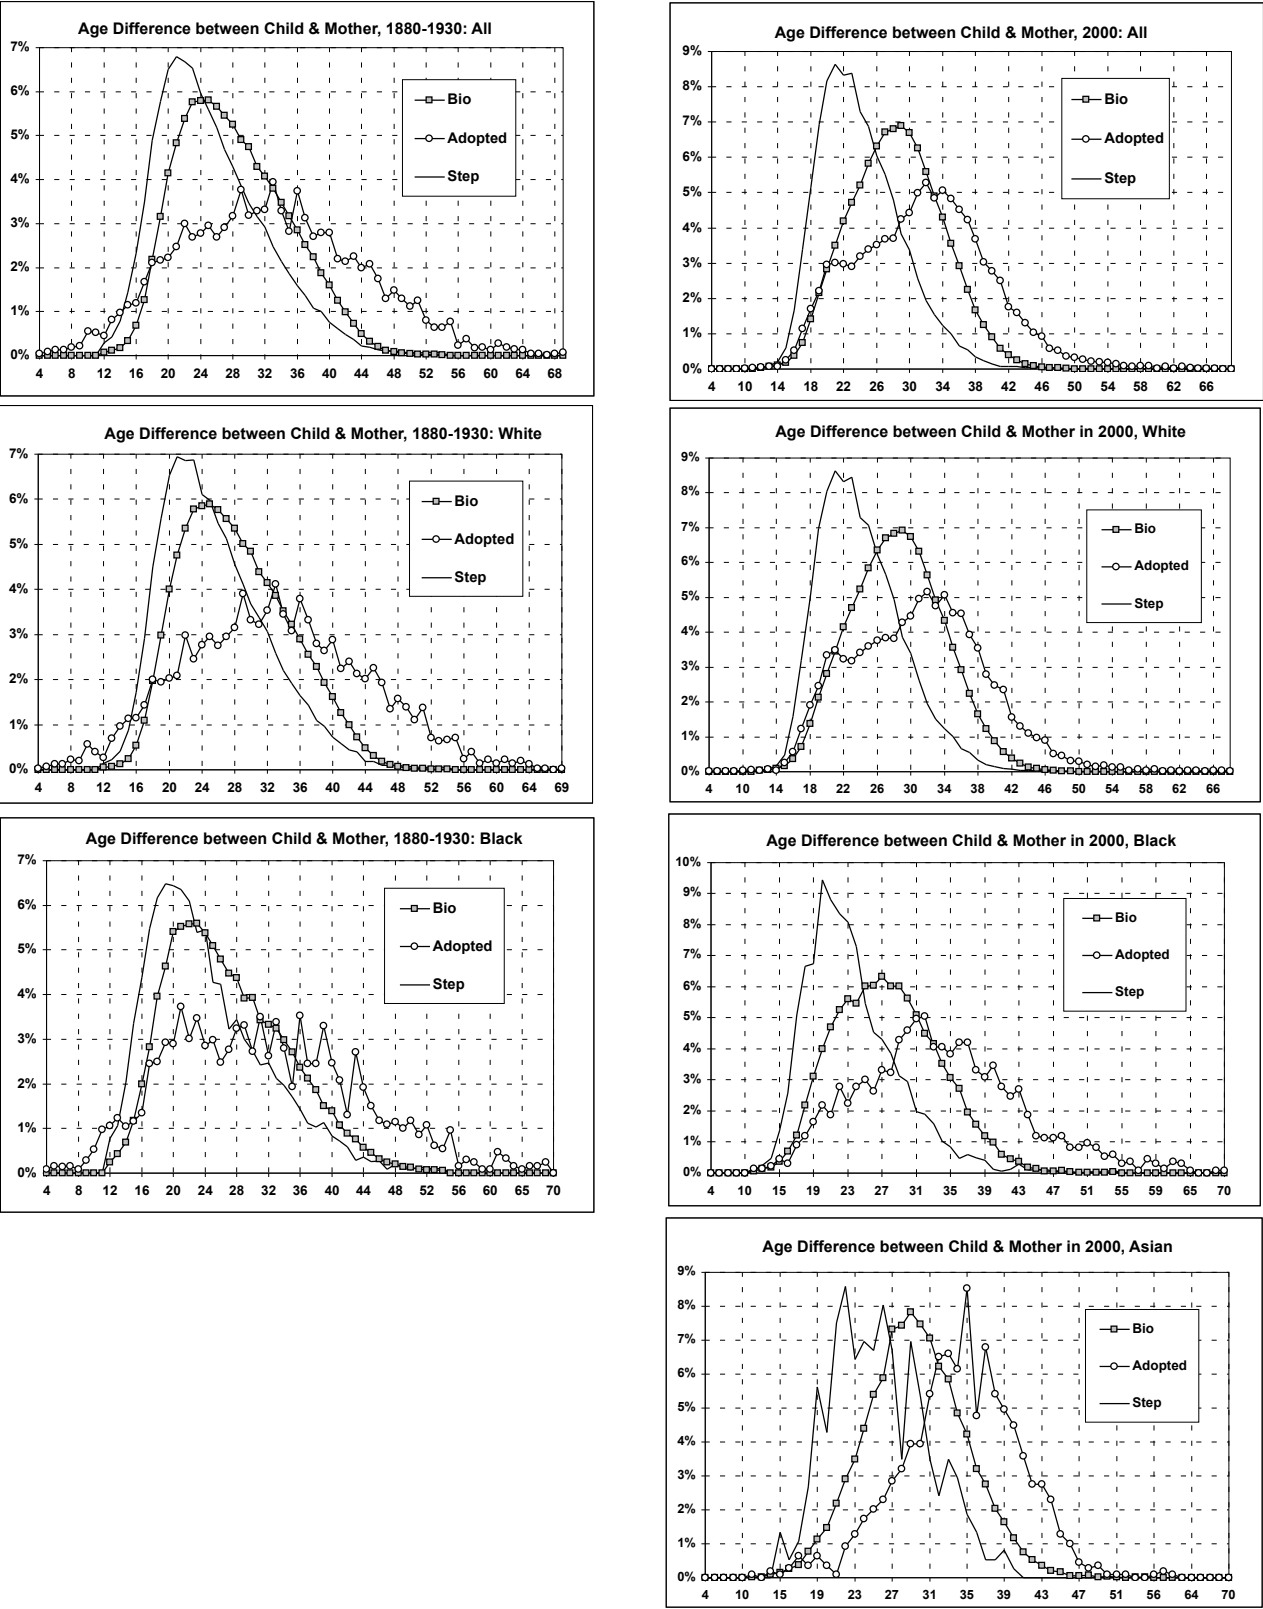 Age Difference between Child & Mother, 1880-1930: All
7%
6%
5%
4%
3%
2%
1%
0%
4 8 12 16 20 24 28 32 36 40 44 48 52 56 60 64 69
Bio
Adopted
Step
Age Difference between Child & Mother, 2000: All
9%
8%
7%
6%
5%
4%
3%
2%
1%
0%
4 10 14 18 22 26 30 34 38 42 46 50 54 58 62 66
Bio
Adopted
Step
Age Difference between Child & Mother, 1880-1930: White
7%
6%
5%
4%
3%
2%
1%
0%
4 8 12 16 20 24 28 32 36 40 44 48 52 56 60 64 69
Bio
Adopted
Step
Age Difference between Child & Mother in 2000, White
9%
8%
7%
6%
5%
4%
3%
2%
1%
0%
4 10 14 18 22 26 30 34 38 42 46 50 54 58 62 66
Bio
Adopted
Step
Age Difference between Child & Mother, 1880-1930: Black
7%
6%
5%
4%
3%
2%
1%
0%
4 8 12 16 20 24 28 32 36 40 44 48 52 56 60 64 70
Bio
Adopted
Step
Age Difference between Child & Mother in 2000, Black
10%
9%
8%
7%
6%
5%
4%
3%
2%
1%
0%
4 10 15 19 23 27 31 35 39 43 47 51 55 59 65 70
Bio
Adopted
Step
Age Difference between Child & Mother in 2000, Asian
9%
8%
7%
6%
5%
4%
3%
2%
1%
0%
4 10 15 19 23 27 31 35 39 43 47 51 56 64 70
Bio
Adopted
Step